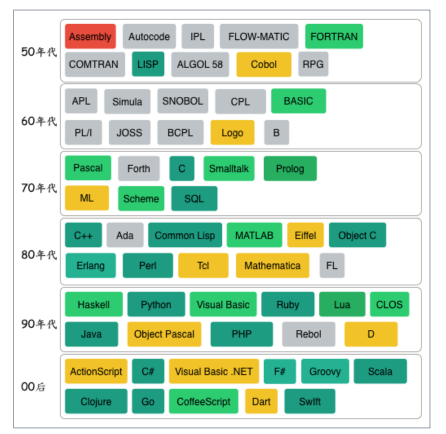 50年代
Assembly Autocode IPL FLOW-MATIC FORTRAN
COMTRAN LISP ALGOL 58 Cobol RPG
60年代
APL Simula SNOBOL CPL BASIC
PL/I JOSS BCPL Logo B
70年代
Pascal Forth C Smalltalk Prolog
ML Scheme SQL
80年代
C++ Ada Common Lisp MATLAB Eiffel Object C
Erlang Perl Tcl Mathematica FL
90年代
Haskell Python Visual Basic Ruby Lua CLOS
Java Object Pascal PHP Rebol D
00后
ActionScript C# Visual Basic .NET F# Groovy Scala
Clojure Go CoffeeScript Dart Swift